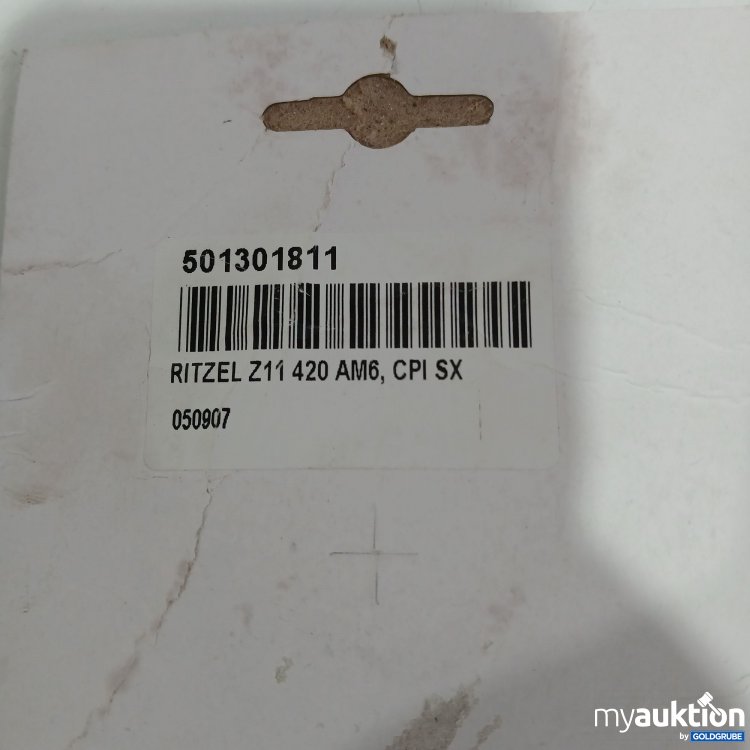 501301811
RITZEL Z11 420 AM6, CPI SX
050907
myauktion
by GOLDGRUBE